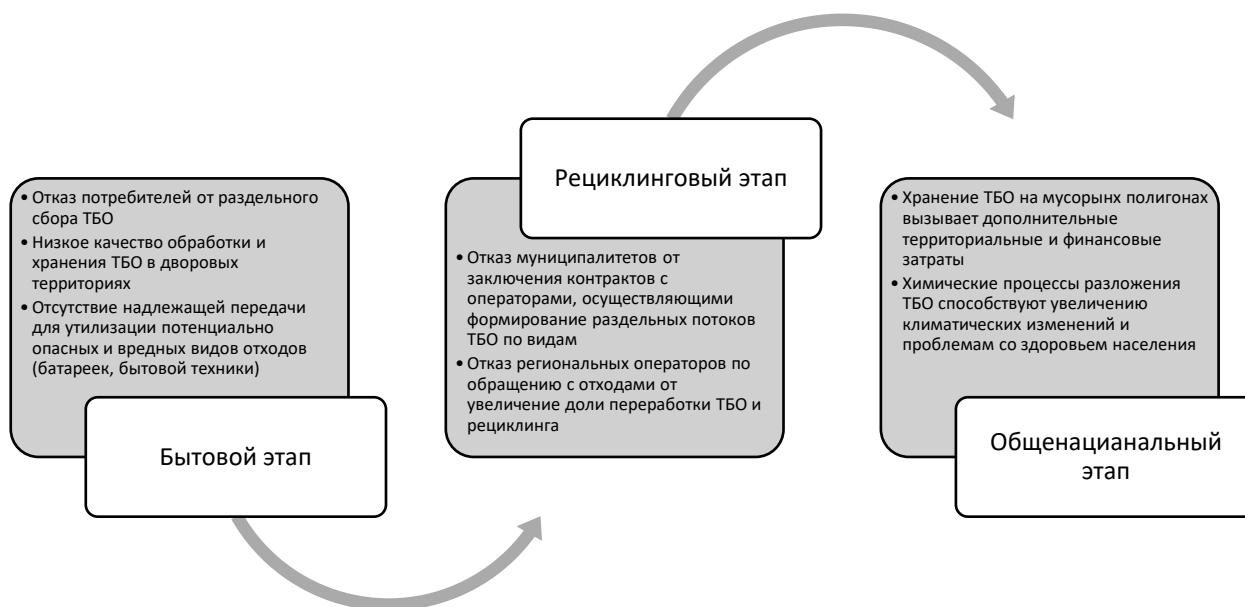 • Отказ потребителей от раздельного
сбора ТБО
• Низкое качество обработки и
хранения ТБО в дворовых
территориях
• Отсутствие надлежащей передачи
для утилизации потенциально
опасных и вредных видов отходов
(батареек, бытовой техники)
Бытовой этап
Рециклинговый этап
• Отказ муниципалитетов от
заключения контрактов с
операторами, осуществляющими
формирование раздельных потоков
ТБО по видам
• Отказ региональных операторов по
обращению с отходами от
увеличение доли переработки ТБО и
рециклинга
• Хранение ТБО на мусорынх полигонах
вызывает дополнительные
территориальные и финансовые
затраты
• Химические процессы разложения
ТБО способствуют увеличению
климатических изменений и
проблемам со здоровьем населения
Общенацианальный
этап